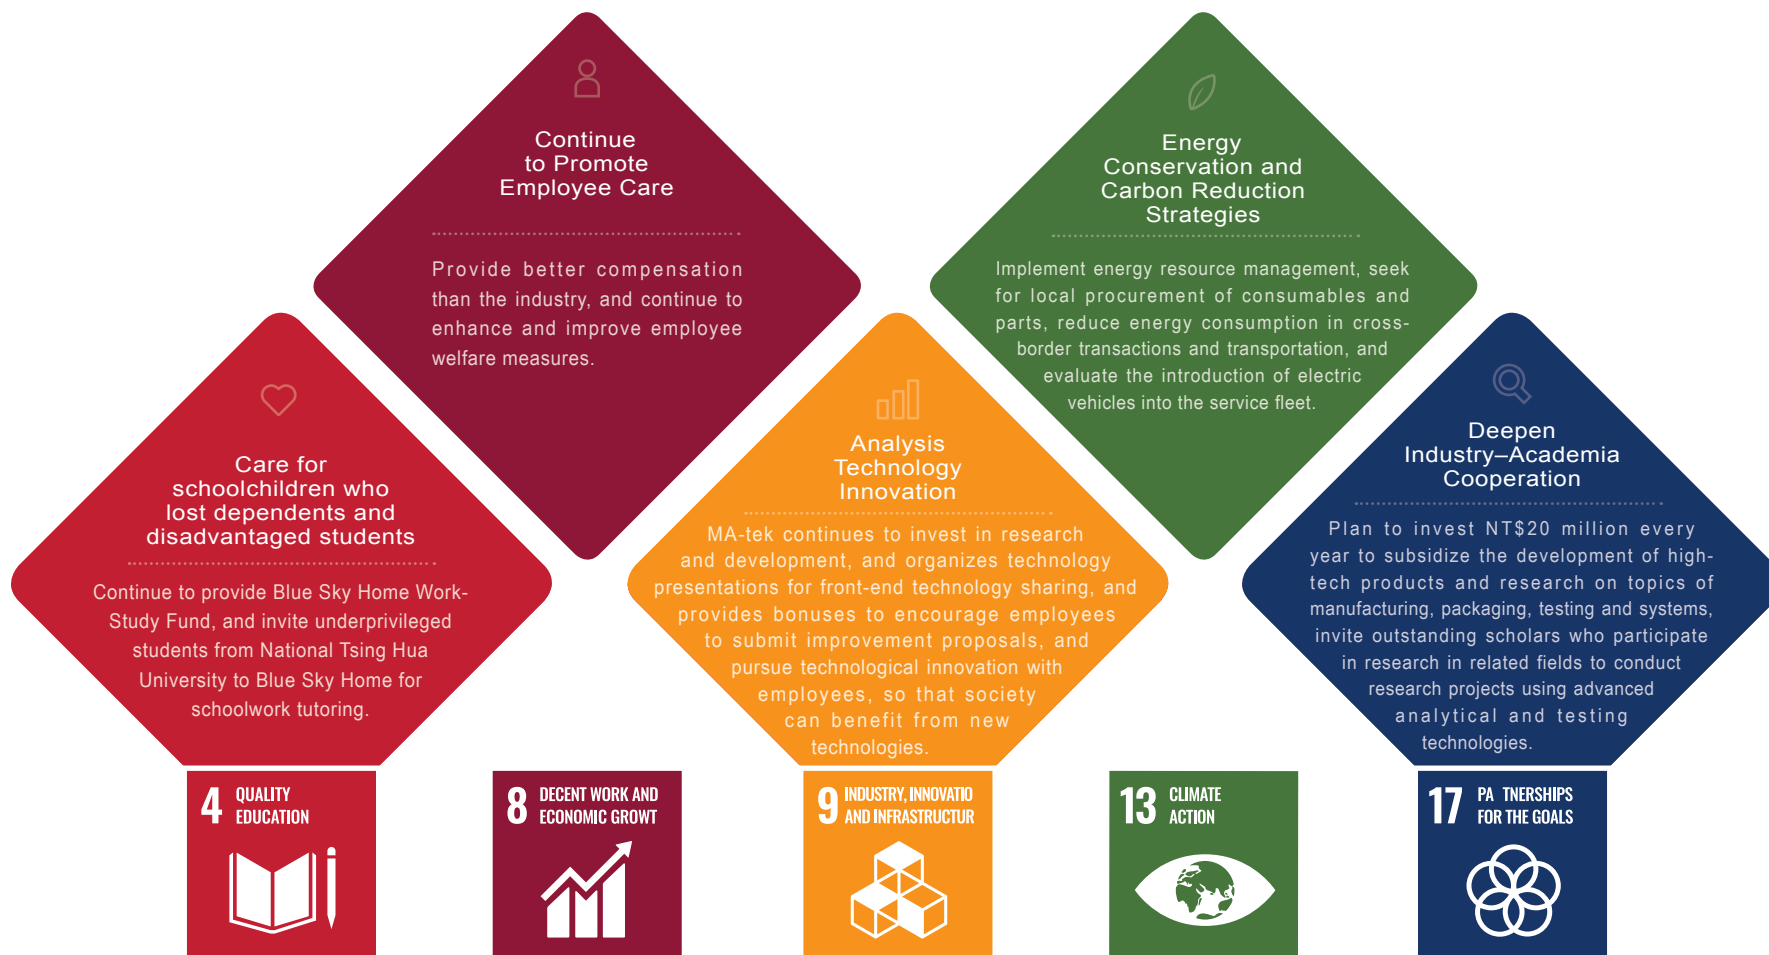 Continue
to Promote
Employee Care
Provide better compensation
than the industry, and continue to
enhance and improve employee
welfare measures.
Energy
Conservation and
Carbon Reduction
Strategies
Implement energy resource management, seek
for local procurement of consumables and
parts, reduce energy consumption in cross-
border transactions and transportation, and
evaluate the introduction of electric
vehicles into the service fleet.
Care for
schoolchildren who
lost dependents and
disadvantaged students
Continue to provide Blue Sky Home Work-
Study Fund, and invite underprivileged
students from National Tsing Hua
University to Blue Sky Home for
schoolwork tutoring.
Analysis
Technology
Innovation
MA-tek continues to invest in research
and development, and organizes technology
presentations for front-end technology sharing, and
provides bonuses to encourage employees
to submit improvement proposals, and
pursue technological innovation with
employees, so that society
can benefit from new
technologies.
Deepen
Industry–Academia
Cooperation
Plan to invest NT$20 million every
year to subsidize the development of high-
tech products and research on topics of
manufacturing, packaging, testing and systems,
invite outstanding scholars who participate
in research in related fields to conduct
research projects using advanced
analytical and testing
technologies.
4 QUALITY
EDUCATION
8 DECENT WORK AND
ECONOMIC GROWT
9 INDUSTRY, INNOVATIO
AND INFRASTRUCTUR
13 CLIMATE
ACTION
17 PA TNERSHIPS
FOR THE GOALS